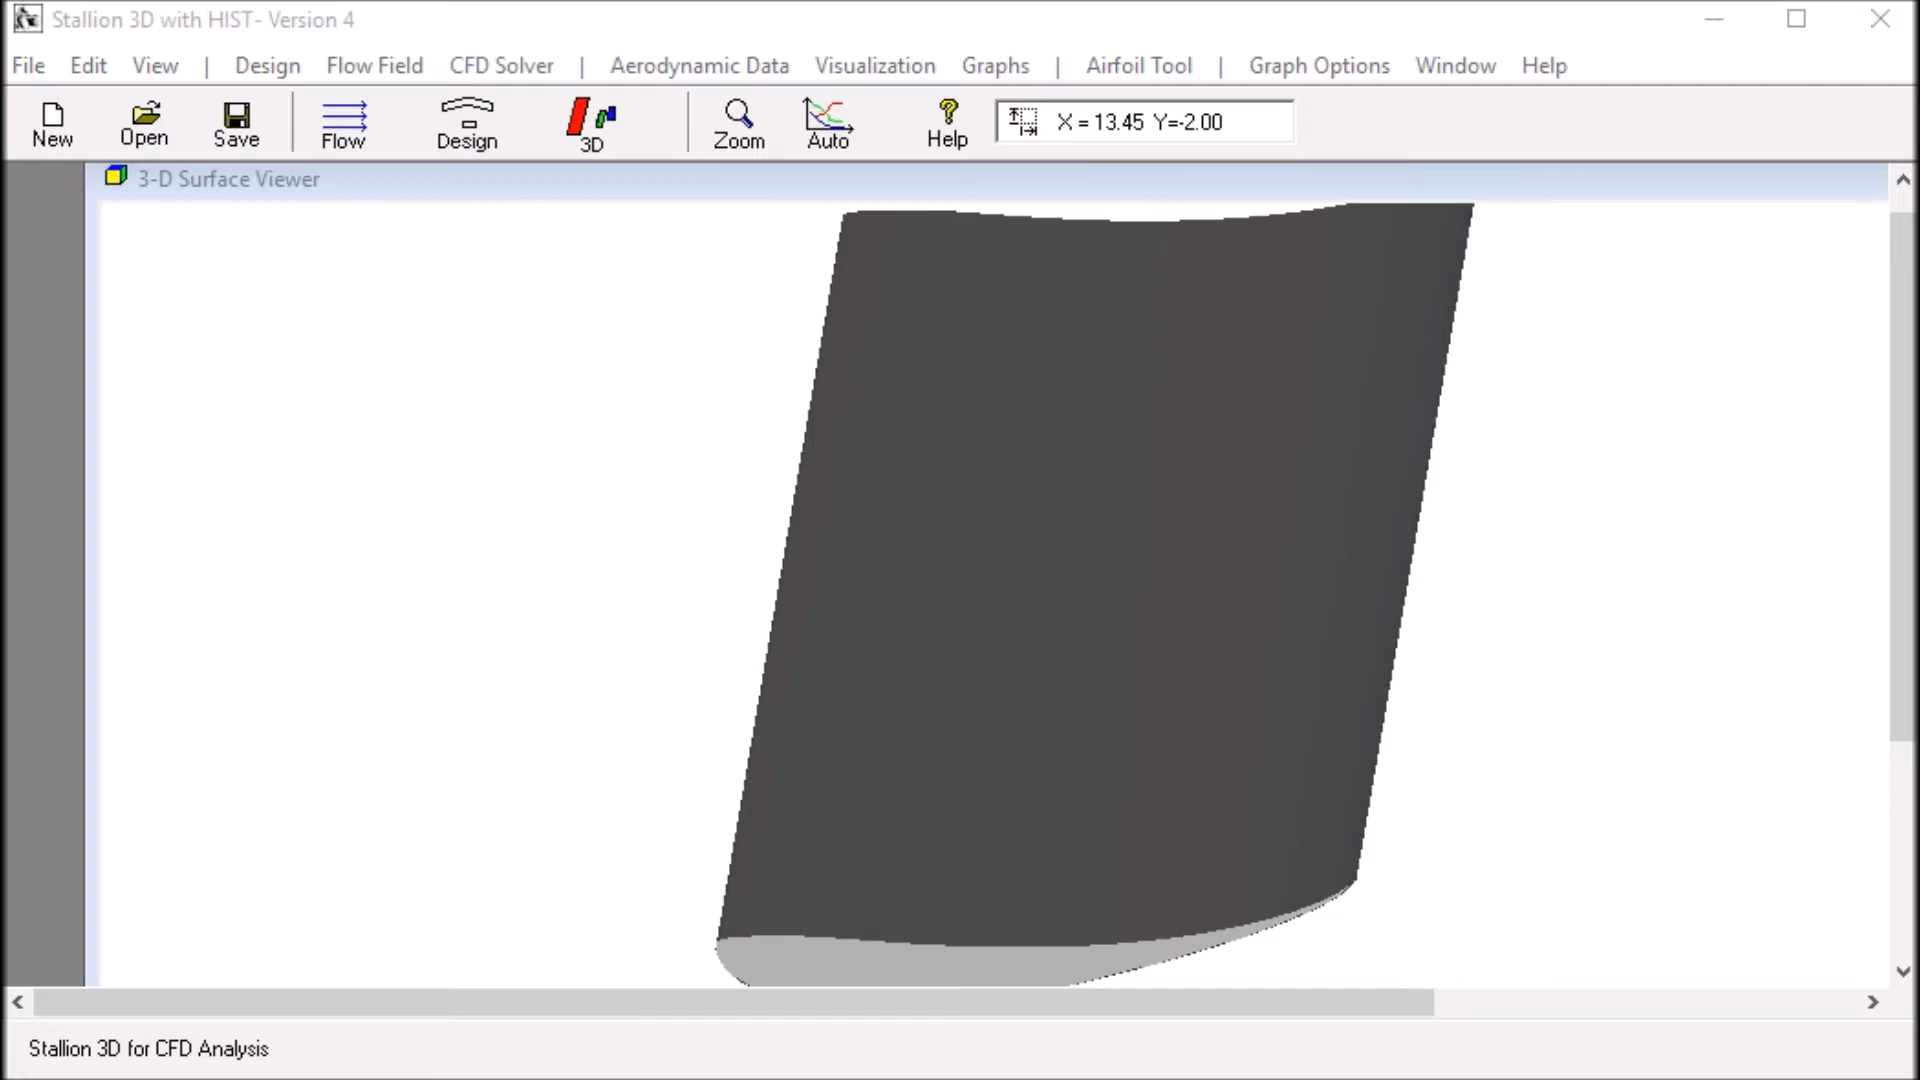 Stallion 3D with HIST- Version 4
File Edit View | Design Flow Field CFD Solver | Aerodynamic Data Visualization Graphs | Airfoil Tool | Graph Options Window Help
New Open Save Flow Design 3D Zoom Auto Help X = 13.45 Y=-2.00
3-D Surface Viewer
Stallion 3D for CFD Analysis